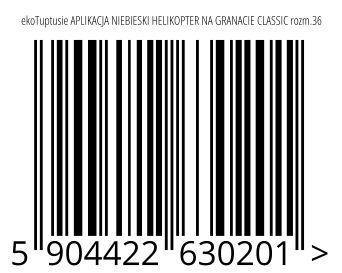 ekoTuptusie APLIKACJA NIEBIESKI HELIKOPTER NA GRANACIE CLASSIC rozm.36
5 904422 630201 >